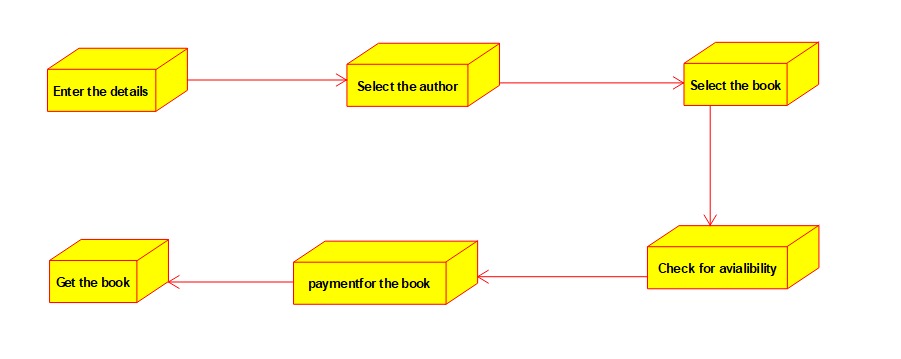 Enter the details
Select the author
Select the book
Check for avialibility
paymentfor the book
Get the book